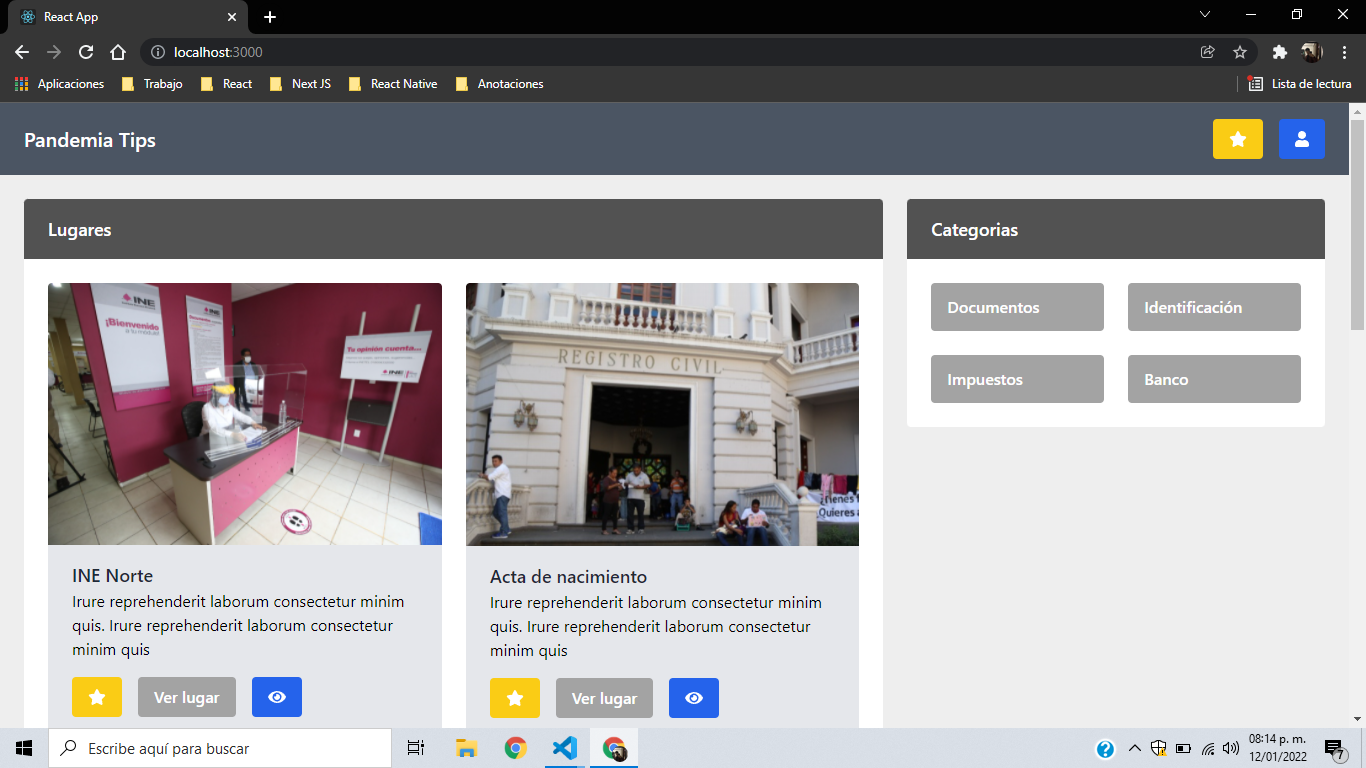 React App
localhost:3000
Aplicaciones Trabajo React Next JS React Native Anotaciones Lista de lectura
Pandemia Tips
Lugares
Categorias
INE
¡Bienvenido
a tu módulo!
INE
Tu opinión cuenta...
INE
REGISTRO CIVIL
¿Tienes
Quieres a
Documentos Identificación
Impuestos Banco
INE Norte
Irure reprehenderit laborum consectetur minim
quis. Irure reprehenderit laborum consectetur
minim quis
Ver lugar
Acta de nacimiento
Irure reprehenderit laborum consectetur minim
quis. Irure reprehenderit laborum consectetur
minim quis
Ver lugar
Escribe aquí para buscar
08:14 p. m.
12/01/2022
7